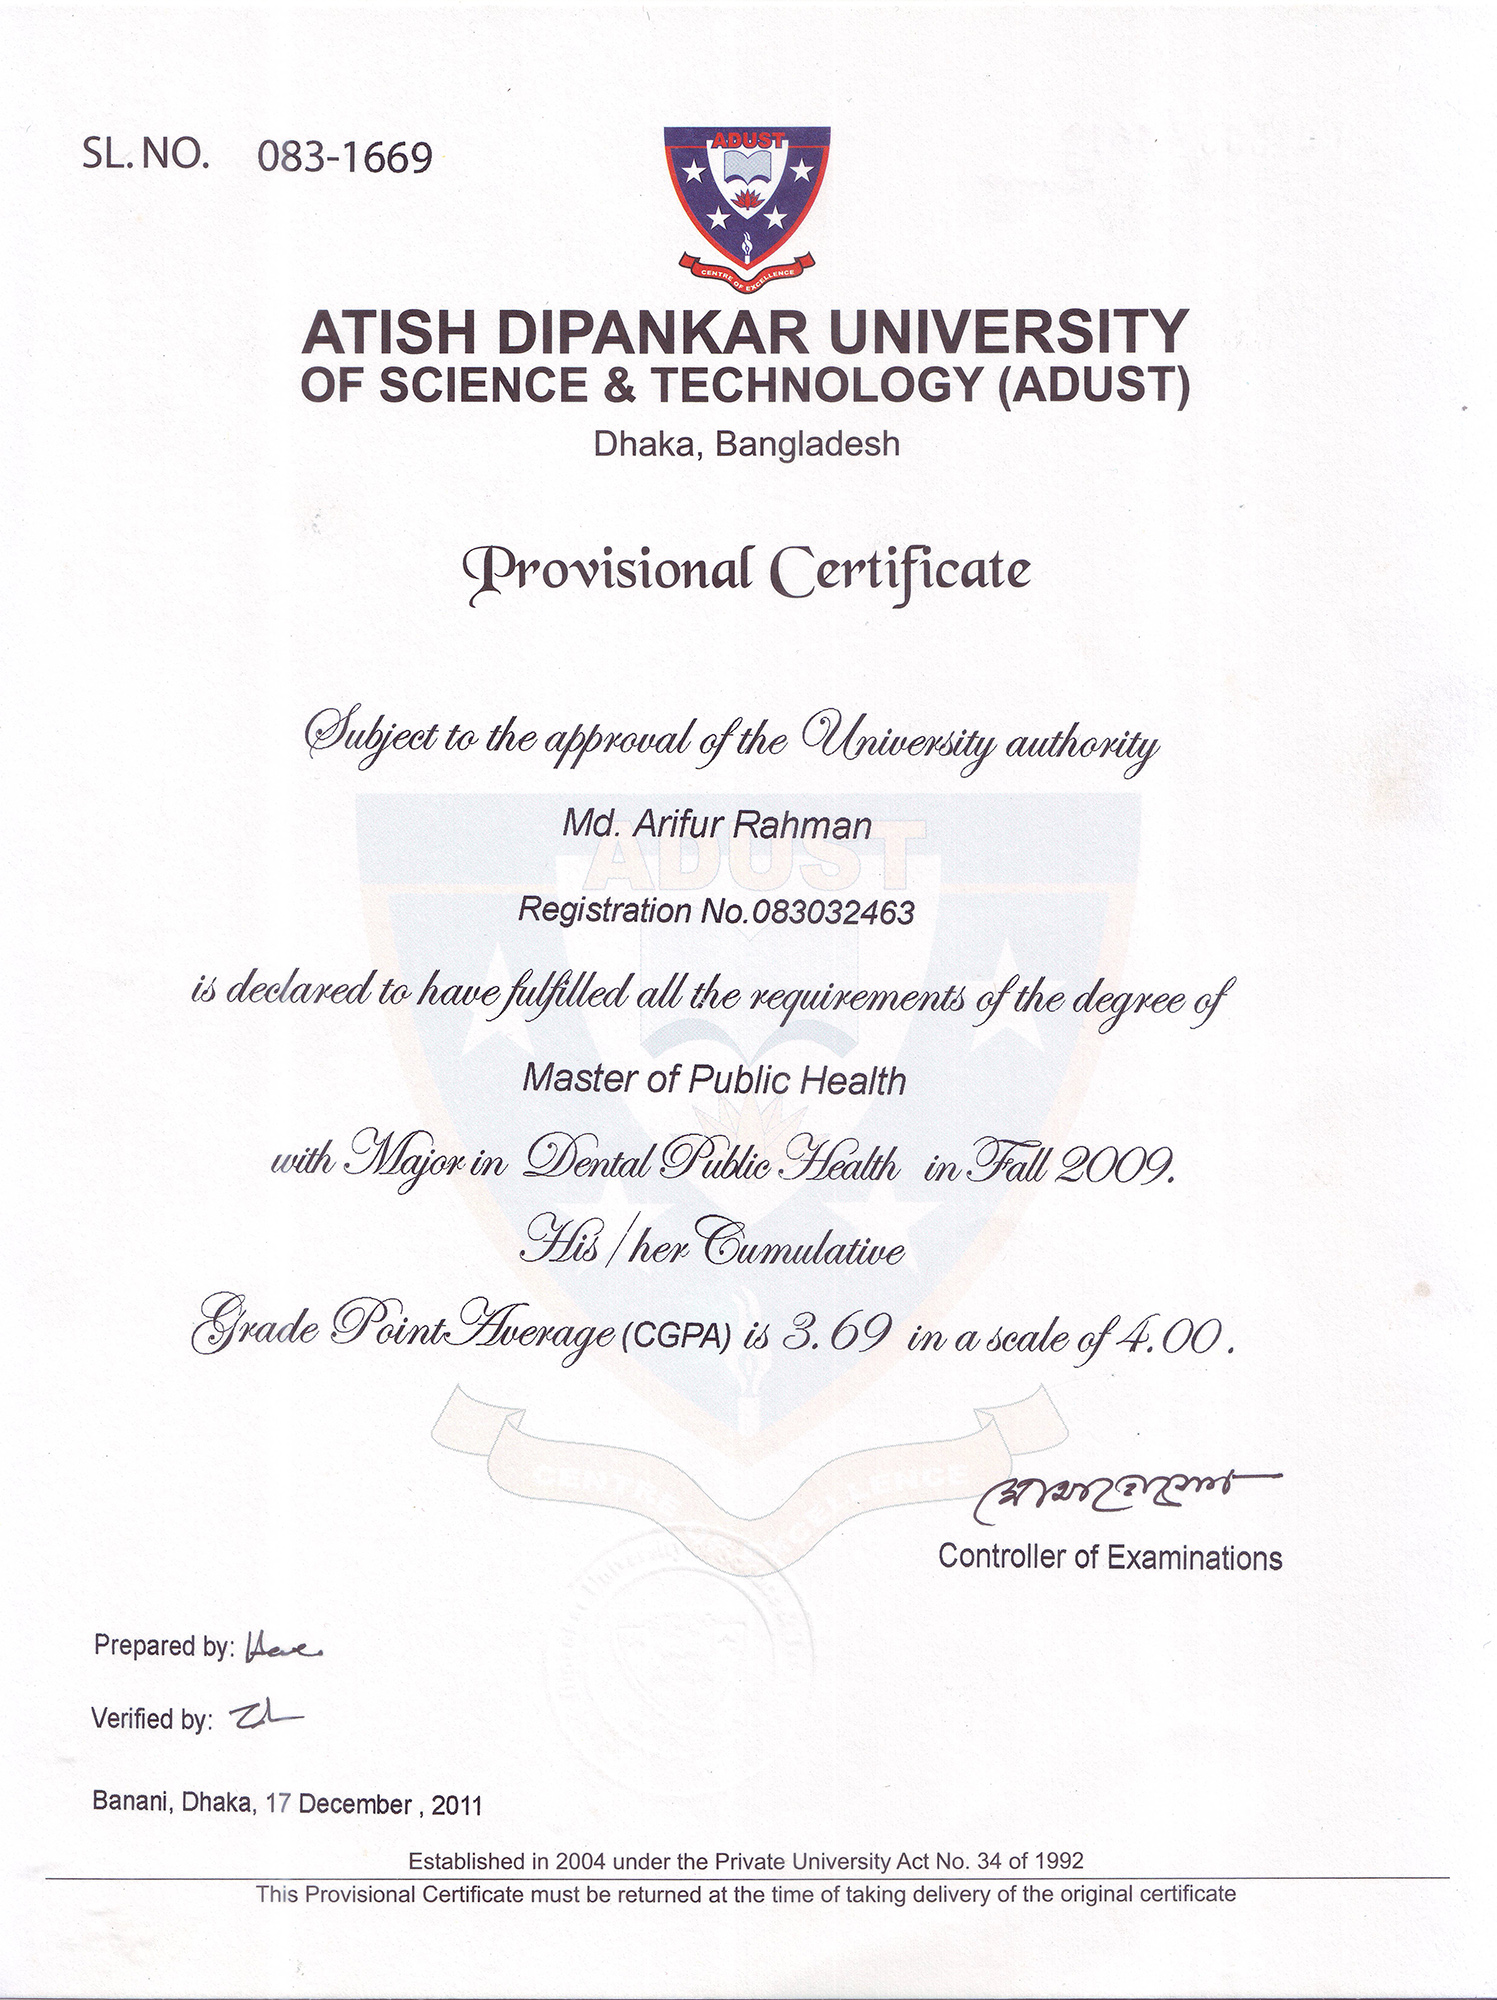 SL. NO. 083-1669
ADUST
CENTRE OF EXCELLENCE
ATISH DIPANKAR UNIVERSITY
OF SCIENCE & TECHNOLOGY (ADUST)
Dhaka, Bangladesh
Provisional Certificate
Subject to the approval of the University authority
Md. Arifur Rahman
ADUST
Registration No.083032463
is declared to have fulfilled all the requirements of the degree of
Master of Public Health
with Major in Dental Public Health in Fall 2009.
His/her Cumulative
Grade Point Average (CGPA) is 3.69 in a scale of 4.00.
Controller of Examinations
Prepared by:
Verified by:
Banani, Dhaka, 17 December , 2011
Established in 2004 under the Private University Act No. 34 of 1992
This Provisional Certificate must be returned at the time of taking delivery of the original certificate